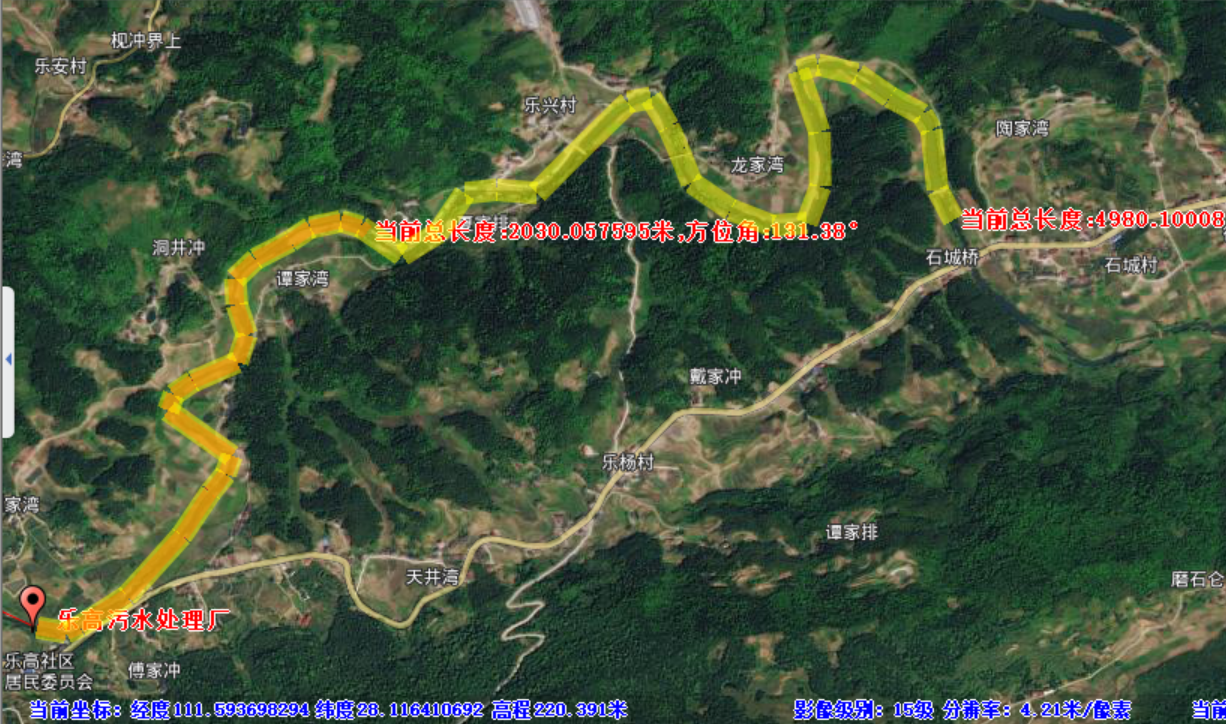 枧冲界上
乐安村
乐兴村
陶家湾
湾
龙家湾
当前总长度:2030.057595米,方位角:131.38°
当前总长度:4980.10008
洞井冲
谭家湾
石城桥
石城村
戴家冲
乐杨村
家湾
谭家排
天井湾
磨石仑
乐高污水处理厂
乐高社区
居民委员会
傅家冲
当前坐标: 经度111.593698294 纬度28.116410692 高程220.391米
影像级别: 15级 分辨率: 4.21米/像素
当前